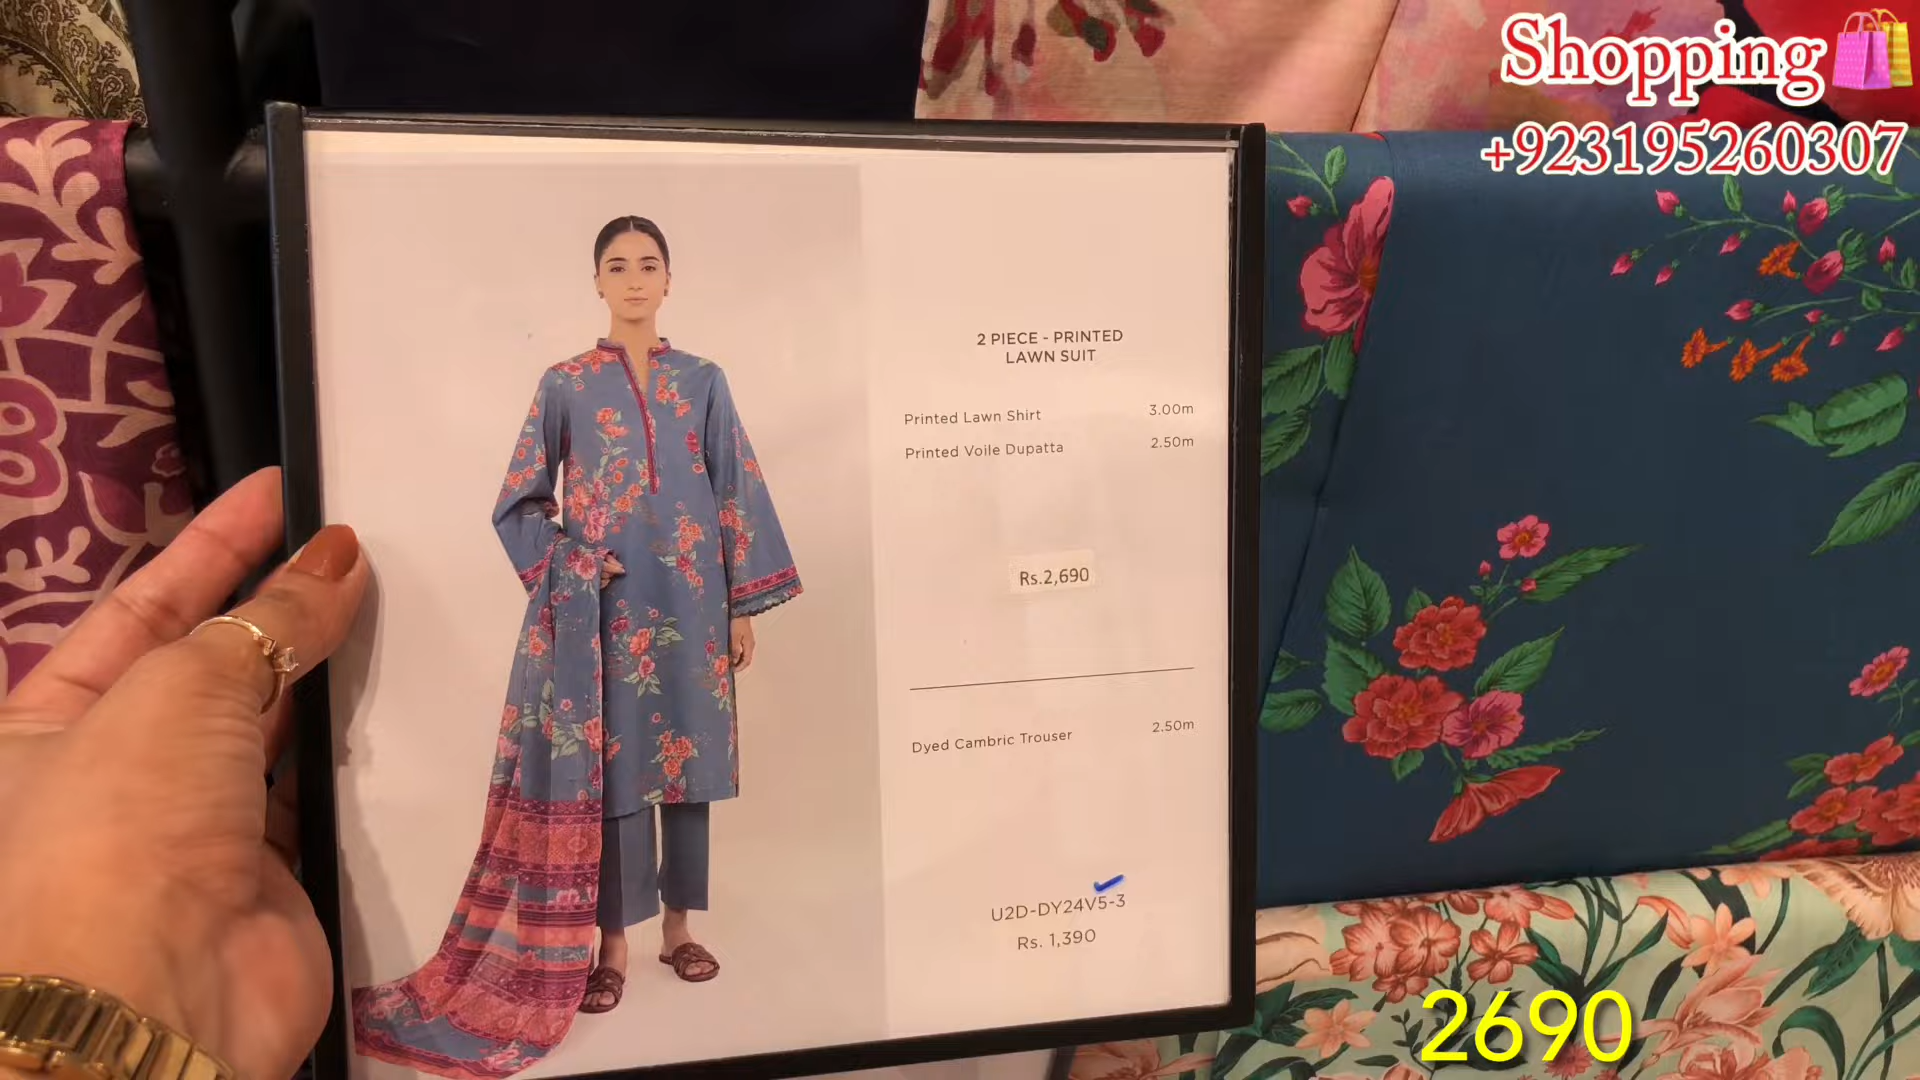 Shopping
+923195260307
2 PIECE - PRINTED
LAWN SUIT
Printed Lawn Shirt 3.00m
Printed Voile Dupatta 2.50m
Rs.2,690
Dyed Cambric Trouser 2.50m
U2D-DY24V5-3
Rs. 1,390
2690